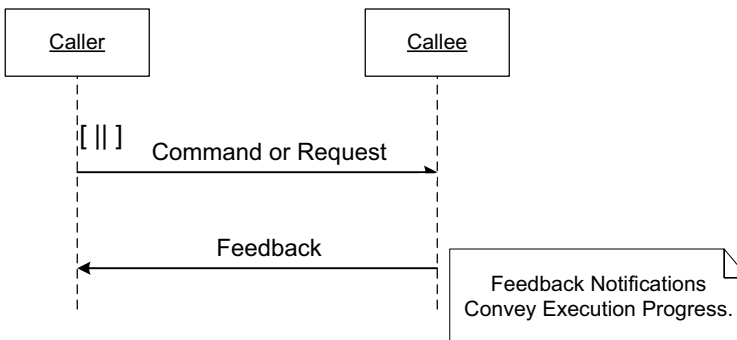 Caller
Callee
[ || ]
Command or Request
Feedback
Feedback Notifications
Convey Execution Progress.